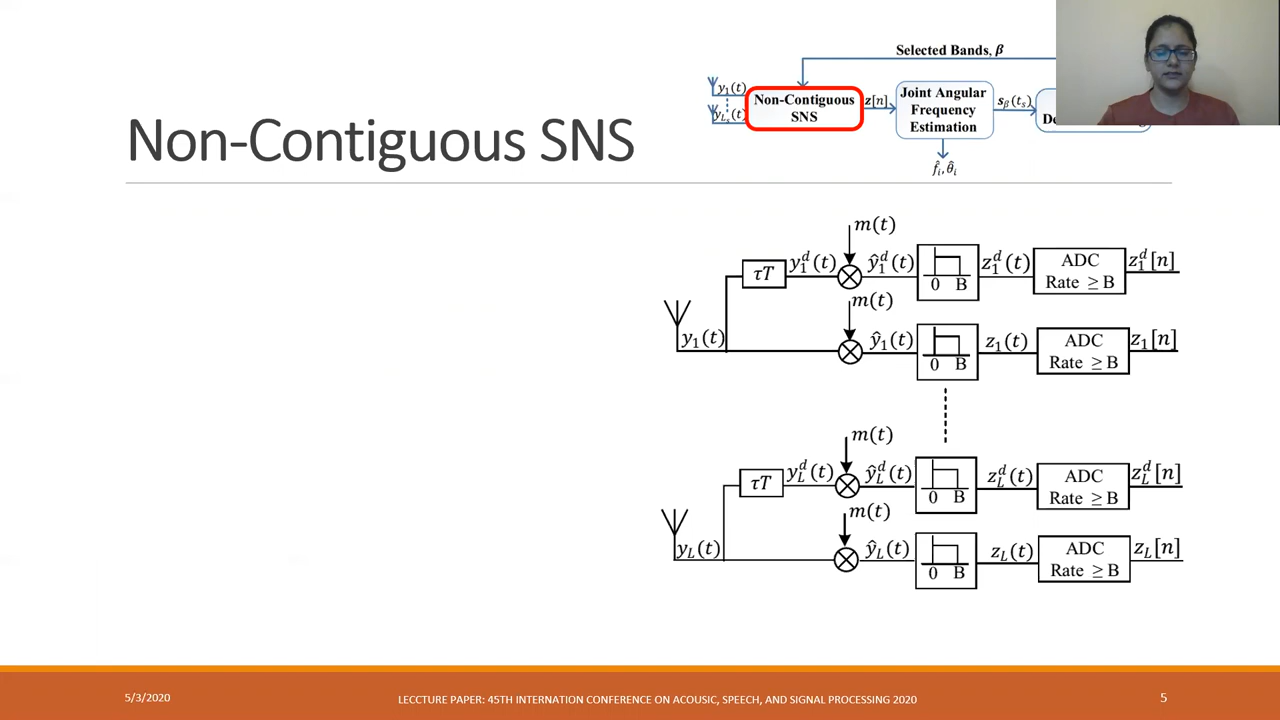 Selected Bands, β
y₁(t)
y_L(t)
Non-Contiguous
SNS
z[n]
Joint Angular
Frequency
Estimation
s_β(t_s)
f̂ᵢ, θ̂ᵢ
Non-Contiguous SNS
m(t)
τT
y₁ᵈ(t)
ŷ₁ᵈ(t)
0 B
z₁ᵈ(t)
ADC
Rate ≥ B
z₁ᵈ[n]
m(t)
y₁(t)
ŷ₁(t)
0 B
z₁(t)
ADC
Rate ≥ B
z₁[n]
m(t)
τT
y_Lᵈ(t)
ŷ_Lᵈ(t)
0 B
z_Lᵈ(t)
ADC
Rate ≥ B
z_Lᵈ[n]
m(t)
y_L(t)
ŷ_L(t)
0 B
z_L(t)
ADC
Rate ≥ B
z_L[n]
5/3/2020
LECCTURE PAPER: 45TH INTERNATION CONFERENCE ON ACOUSIC, SPEECH, AND SIGNAL PROCESSING 2020
5